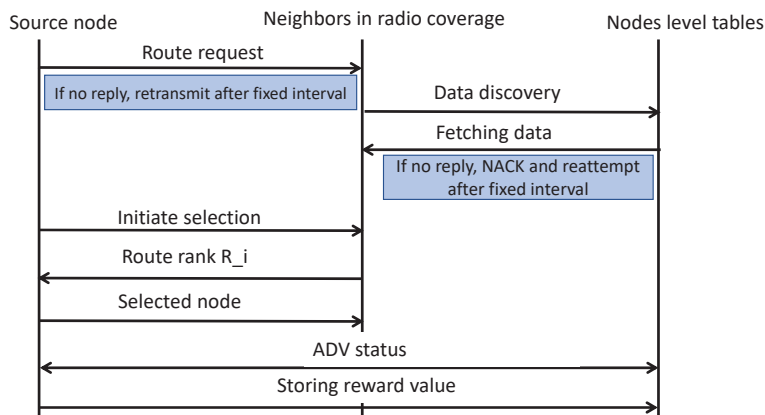 Source node
Neighbors in radio coverage
Nodes level tables
Route request
If no reply, retransmit after fixed interval
Data discovery
Fetching data
If no reply, NACK and reattempt
after fixed interval
Initiate selection
Route rank R_i
Selected node
ADV status
Storing reward value